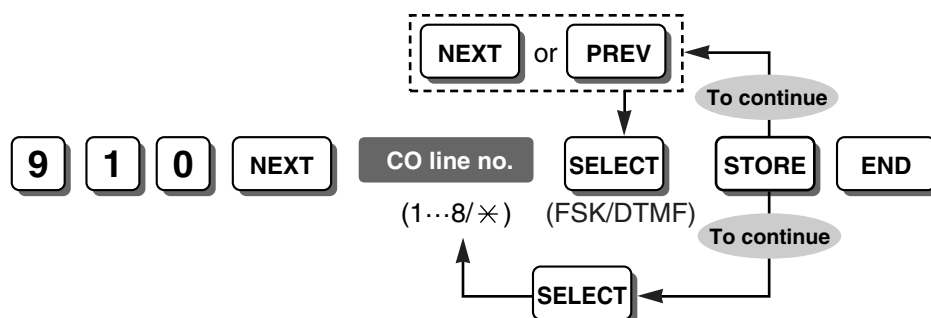 NEXT or PREV
To continue
9 1 0 NEXT CO line no. SELECT STORE END
(1···8/✳) (FSK/DTMF)
To continue
SELECT